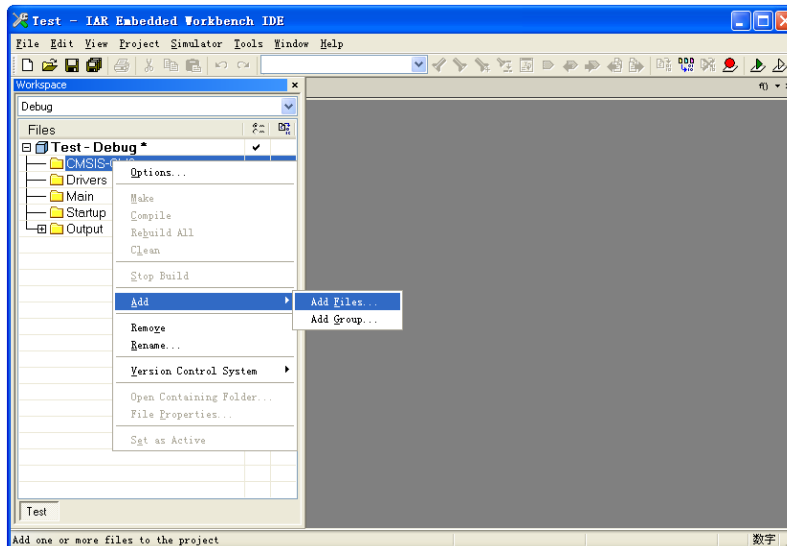 Test - IAR Embedded Workbench IDE
File Edit View Project Simulator Tools Window Help
Workspace
Debug
Files
Test - Debug *
CMSIS-
Drivers
Main
Startup
Output
Options...
Make
Compile
Rebuild All
Clean
Stop Build
Add
Add Files...
Add Group...
Remove
Rename...
Version Control System
Open Containing Folder...
File Properties...
Set as Active
Test
Add one or more files to the project
数字